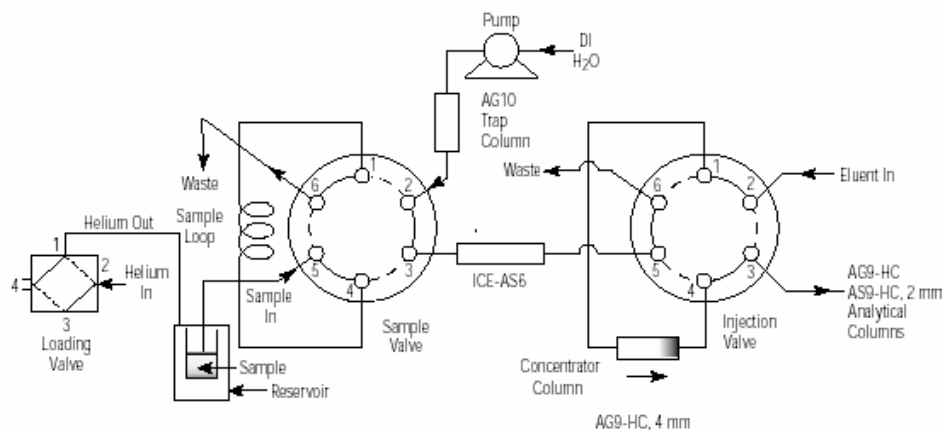 Pump
DI
H2O
AG10
Trap
Column
Waste
Sample
Loop
1
2
3
4
5
6
Sample
In
Sample
Valve
Helium Out
1
2
3
4
Helium
In
Loading
Valve
Sample
Reservoir
ICE-AS6
Waste
1
2
3
4
5
6
Eluent In
AG9-HC
AS9-HC, 2 mm
Analytical
Columns
Injection
Valve
Concentrator
Column
AG9-HC, 4 mm